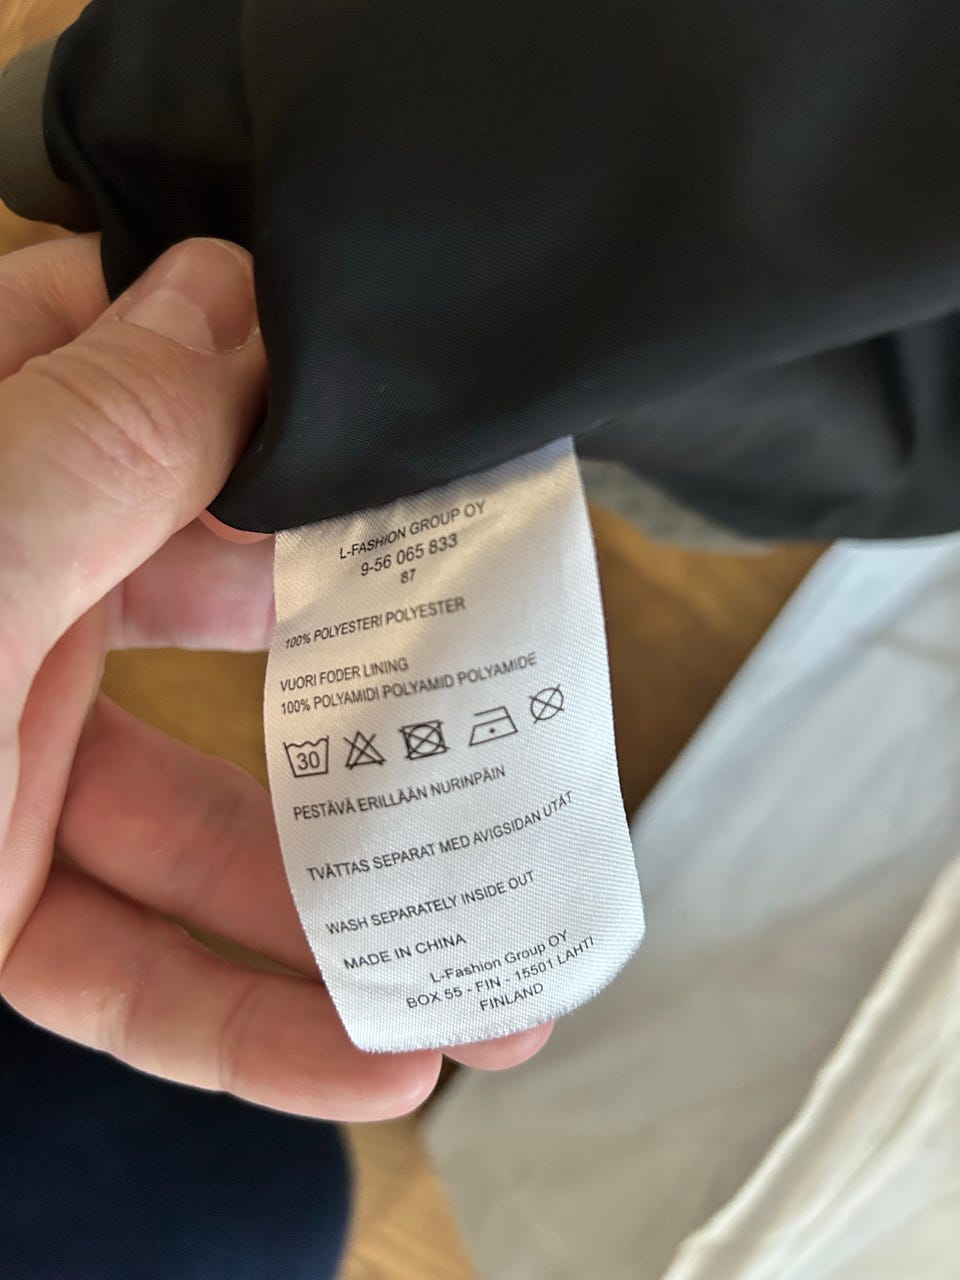 L-FASHION GROUP OY
9-56 065 833
87
100% POLYESTERI POLYESTER
VUORI FODER LINING
100% POLYAMIDI POLYAMID POLYAMIDE
30
PESTÄVÄ ERILLÄÄN NURINPÄIN
TVÄTTAS SEPARAT MED AVIGSIDAN UTÅT
WASH SEPARATELY INSIDE OUT
MADE IN CHINA
L-Fashion Group OY
BOX 55 - FIN - 15501 LAHTI
FINLAND